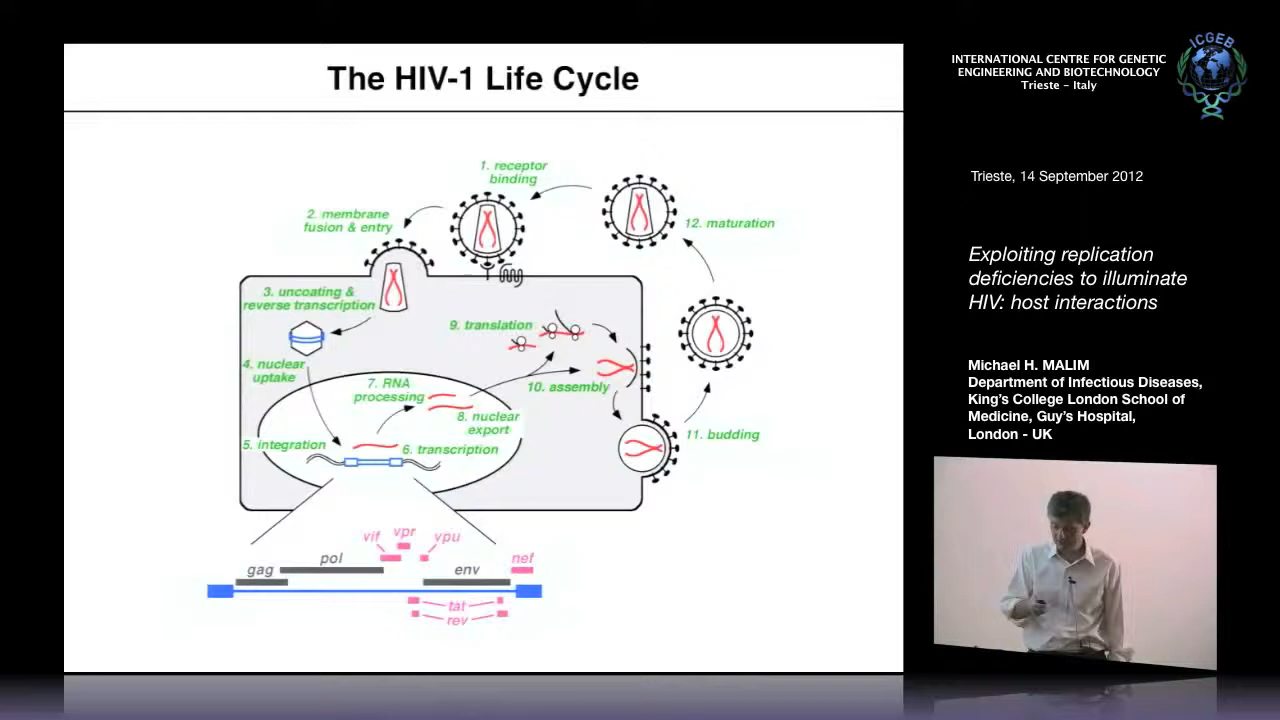 The HIV-1 Life Cycle
1. receptor
binding
2. membrane
fusion & entry
12. maturation
3. uncoating &
reverse transcription
9. translation
4. nuclear
uptake
7. RNA
processing
10. assembly
8. nuclear
export
11. budding
5. integration
6. transcription
vif
vpr
vpu
gag
pol
env
nef
tat
rev
INTERNATIONAL CENTRE FOR GENETIC
ENGINEERING AND BIOTECHNOLOGY
Trieste – Italy
ICGEB
Trieste, 14 September 2012
Exploiting replication
deficiencies to illuminate
HIV: host interactions
Michael H. MALIM
Department of Infectious Diseases,
King's College London School of
Medicine, Guy's Hospital,
London - UK